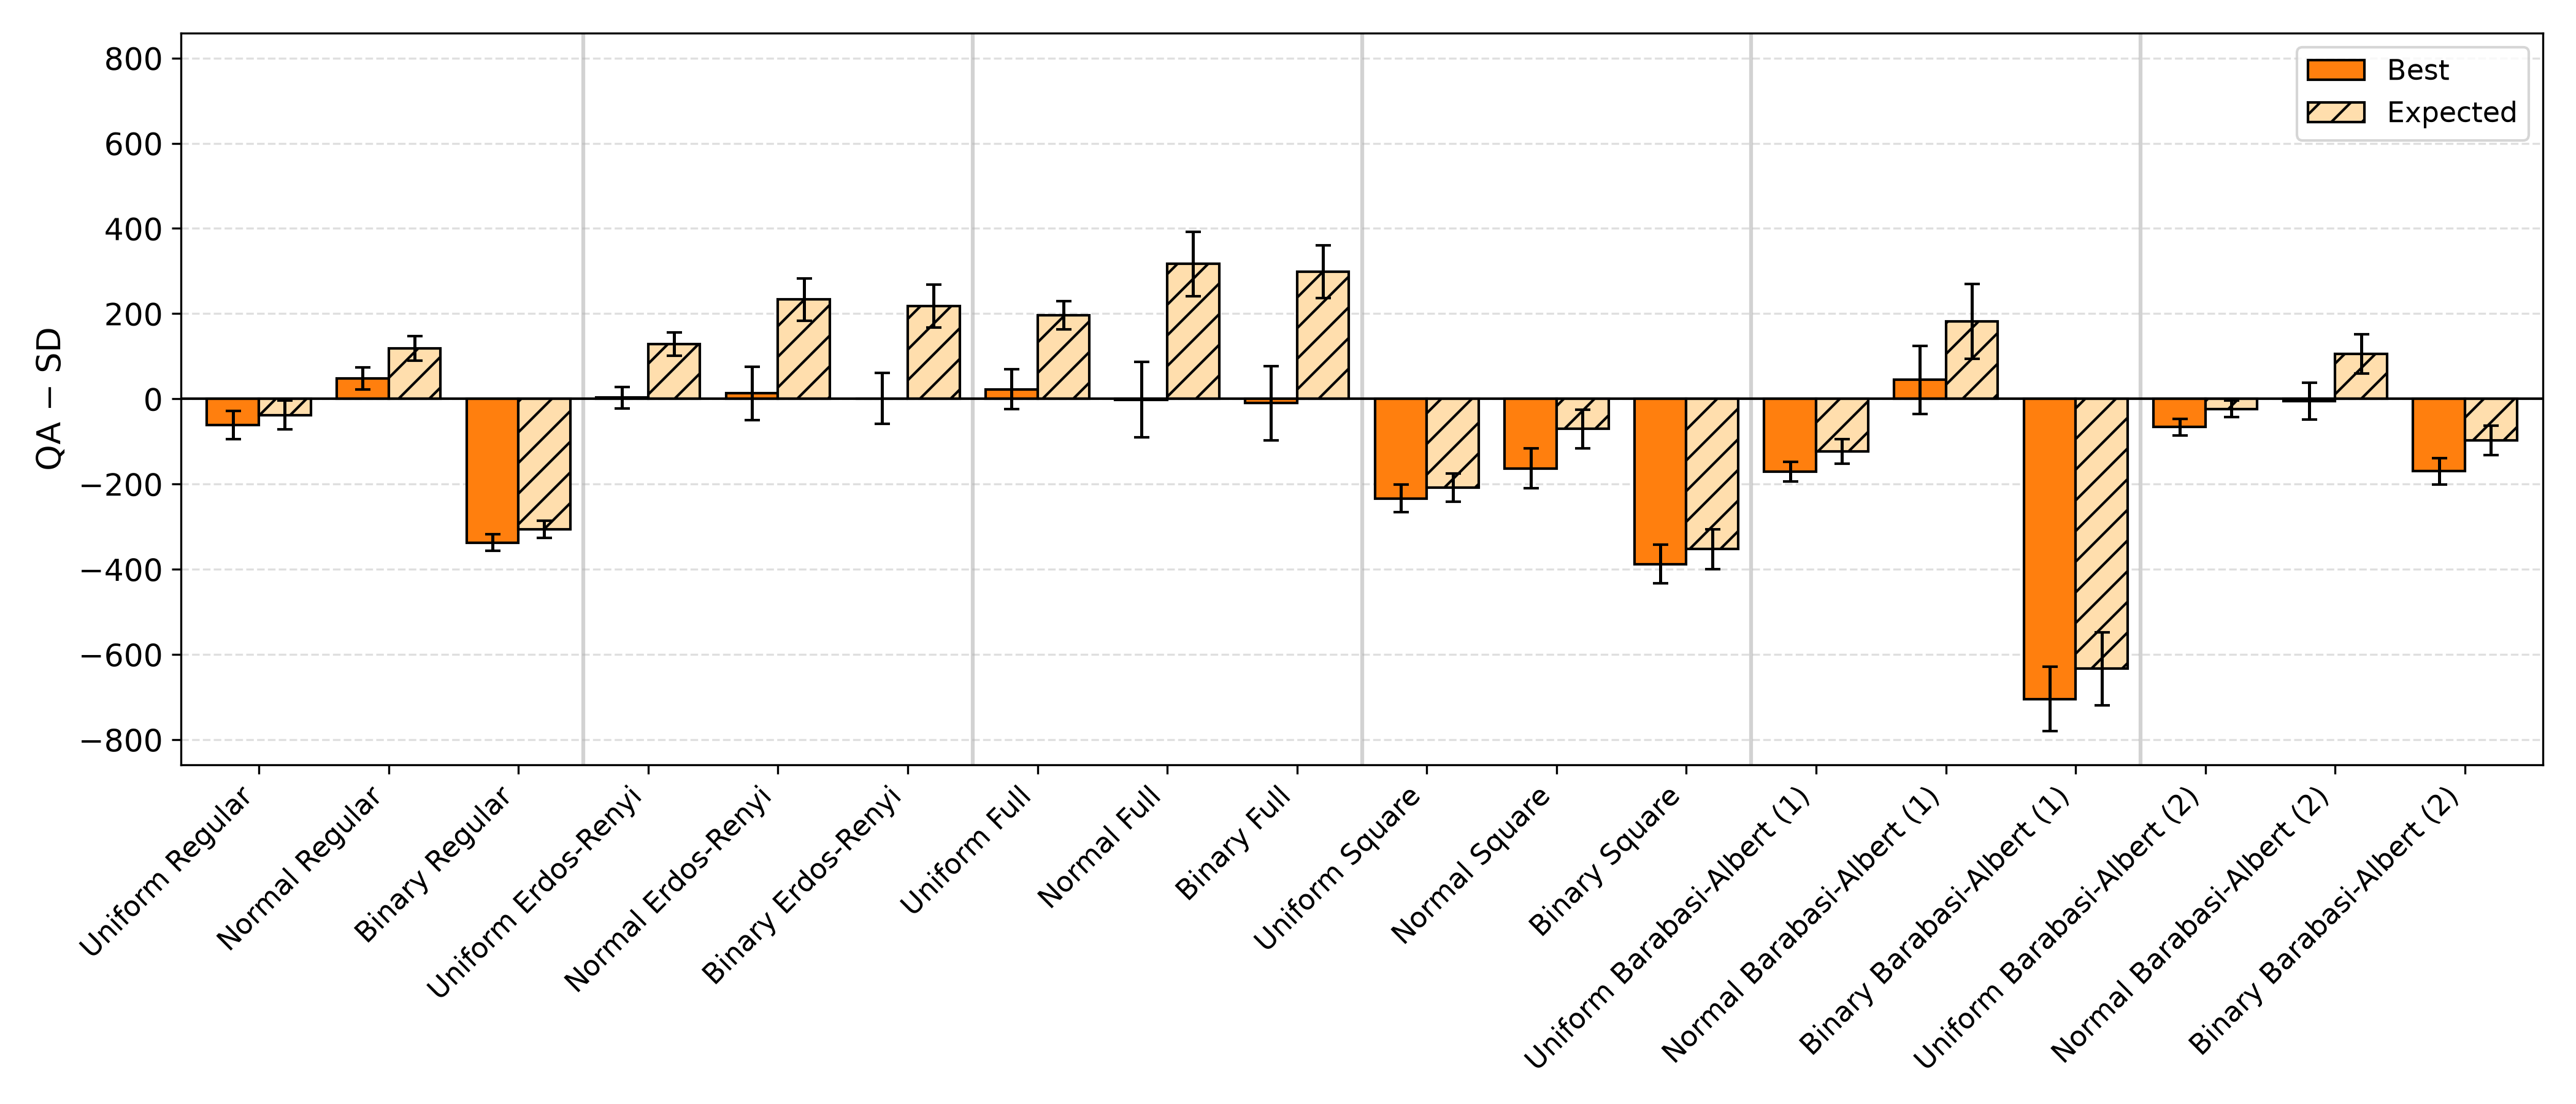 800
600
400
200
0
−200
−400
−600
−800
QA − SD
Best
Expected
Uniform Regular
Normal Regular
Binary Regular
Uniform Erdos-Renyi
Normal Erdos-Renyi
Binary Erdos-Renyi
Uniform Full
Normal Full
Binary Full
Uniform Square
Normal Square
Binary Square
Uniform Barabasi-Albert (1)
Normal Barabasi-Albert (1)
Binary Barabasi-Albert (1)
Uniform Barabasi-Albert (2)
Normal Barabasi-Albert (2)
Binary Barabasi-Albert (2)